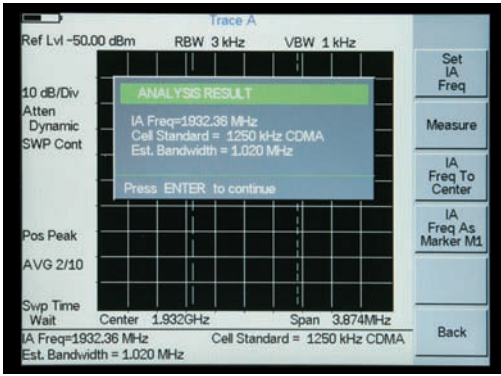 Trace A
Ref Lvl -50.00 dBm RBW 3 kHz VBW 1 kHz
10 dB/Div
Atten
Dynamic
SWP Cont
Pos Peak
AVG 2/10
Swp Time
Wait
ANALYSIS RESULT
IA Freq=1932.36 MHz
Cell Standard = 1250 kHz CDMA
Est. Bandwidth = 1.020 MHz
Press ENTER to continue
Center 1.932GHz Span 3.874MHz
IA Freq=1932.36 MHz Cell Standard = 1250 kHz CDMA
Est. Bandwidth = 1.020 MHz
Set
IA
Freq
Measure
IA
Freq To
Center
IA
Freq As
Marker M1
Back